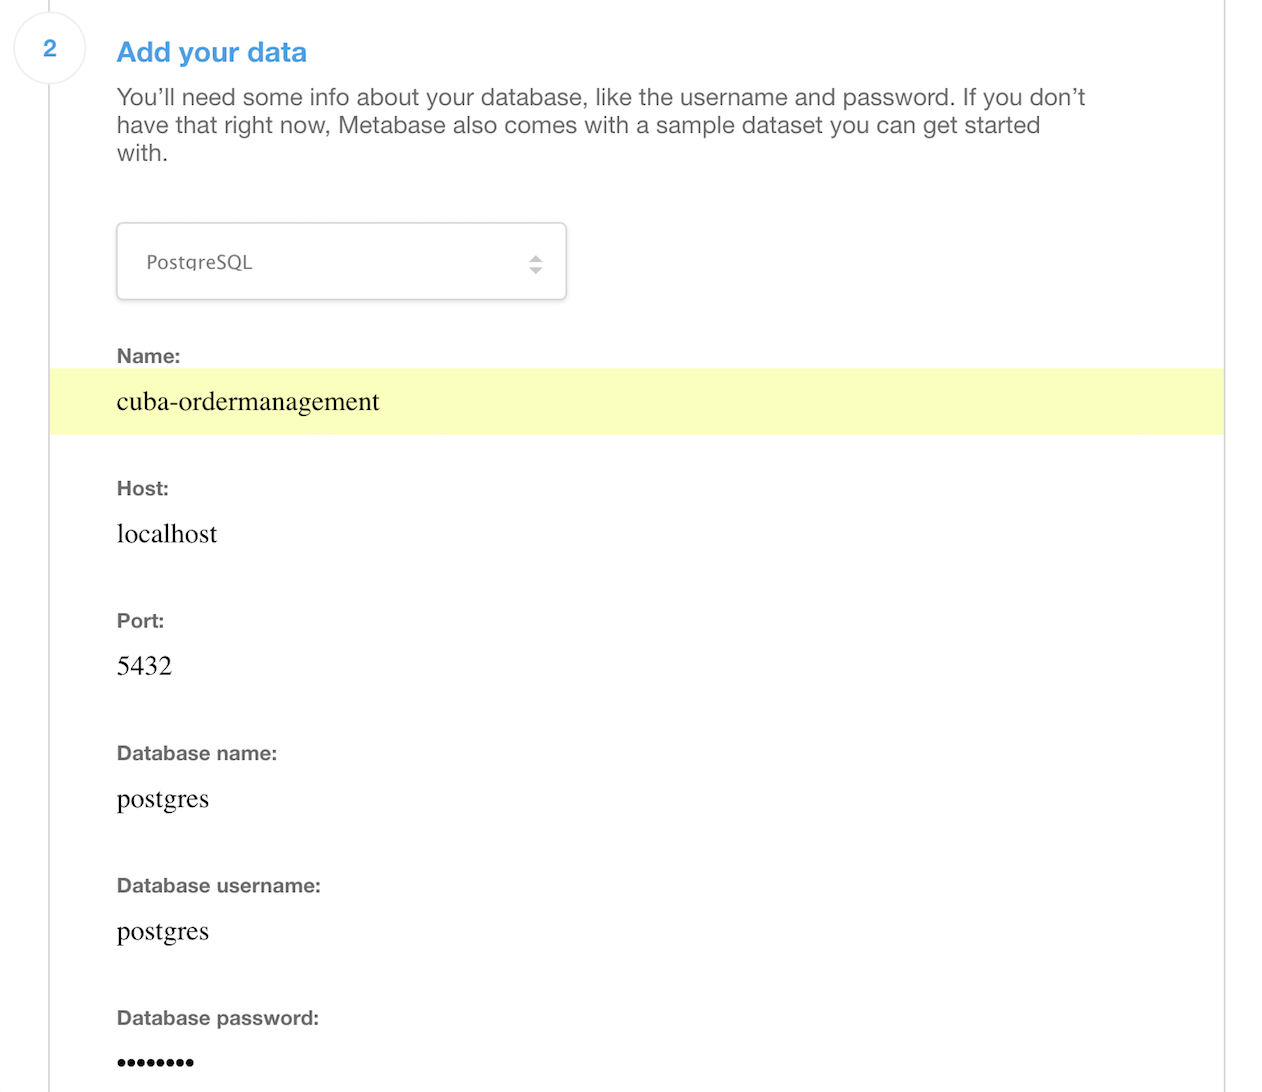 2
Add your data
You’ll need some info about your database, like the username and password. If you don’t
have that right now, Metabase also comes with a sample dataset you can get started
with.
PostgreSQL
Name:
cuba-ordermanagement
Host:
localhost
Port:
5432
Database name:
postgres
Database username:
postgres
Database password:
••••••••